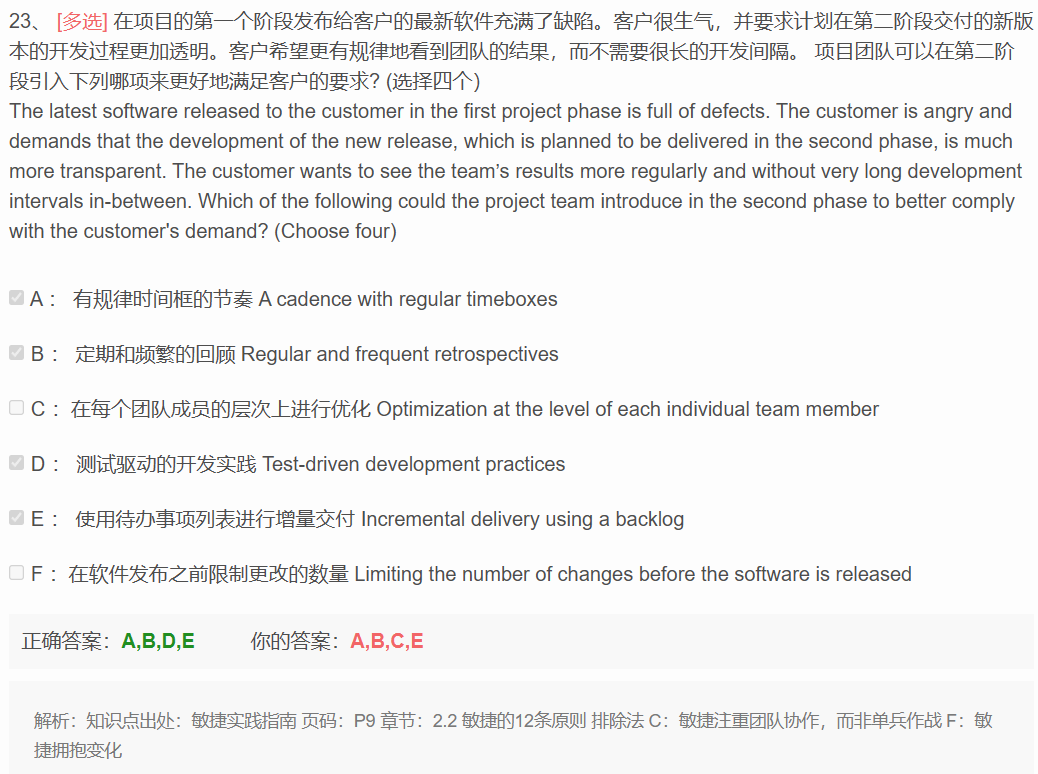 23、 [多选] 在项目的第一个阶段发布给客户的最新软件充满了缺陷。客户很生气，并要求计划在第二阶段交付的新版
本的开发过程更加透明。客户希望更有规律地看到团队的结果，而不需要很长的开发间隔。 项目团队可以在第二阶
段引入下列哪项来更好地满足客户的要求? (选择四个)
The latest software released to the customer in the first project phase is full of defects. The customer is angry and
demands that the development of the new release, which is planned to be delivered in the second phase, is much
more transparent. The customer wants to see the team’s results more regularly and without very long development
intervals in-between. Which of the following could the project team introduce in the second phase to better comply
with the customer's demand? (Choose four)
A： 有规律时间框的节奏 A cadence with regular timeboxes
B： 定期和频繁的回顾 Regular and frequent retrospectives
C：在每个团队成员的层次上进行优化 Optimization at the level of each individual team member
D： 测试驱动的开发实践 Test-driven development practices
E： 使用待办事项列表进行增量交付 Incremental delivery using a backlog
F：在软件发布之前限制更改的数量 Limiting the number of changes before the software is released
正确答案：A,B,D,E 你的答案：A,B,C,E
解析：知识点出处：敏捷实践指南 页码：P9 章节：2.2 敏捷的12条原则 排除法 C：敏捷注重团队协作，而非单兵作战 F：敏
捷拥抱变化